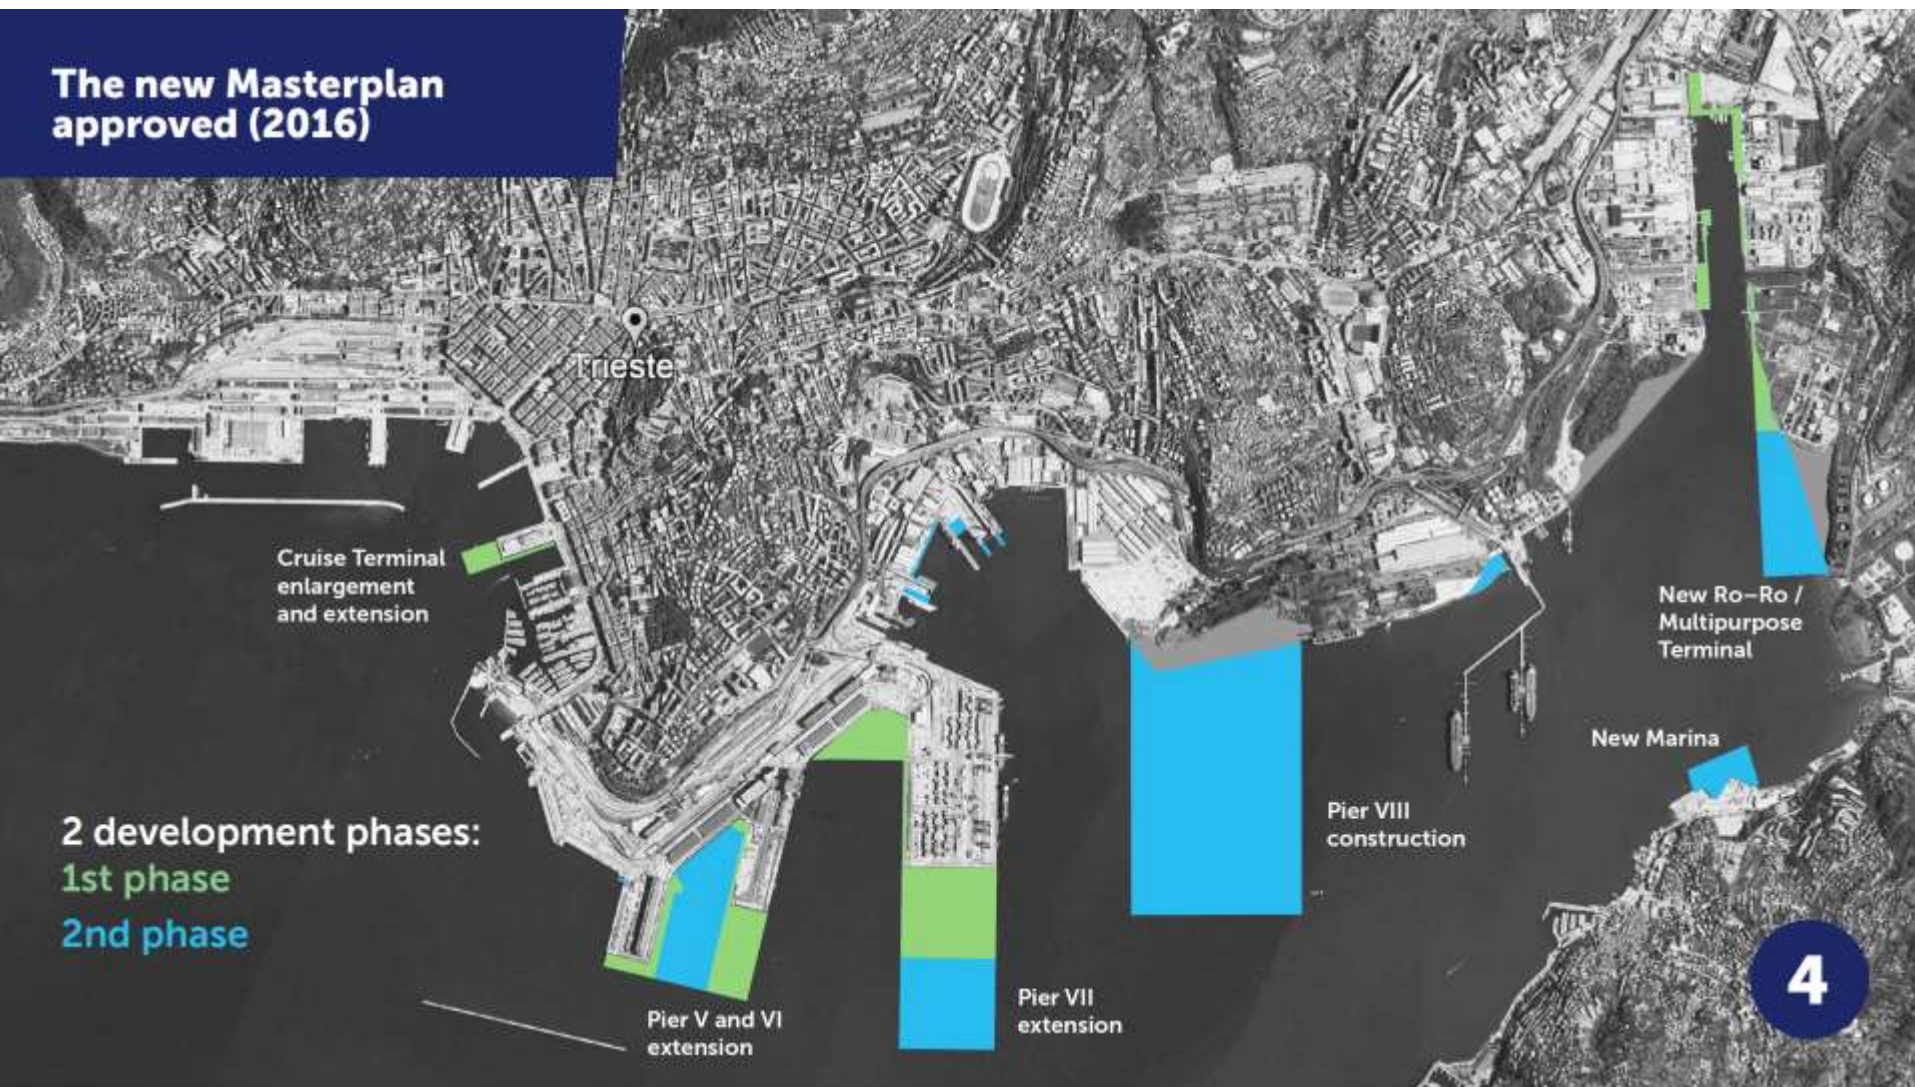 The new Masterplan
approved (2016)
Trieste
Cruise Terminal
enlargement
and extension
New Ro–Ro /
Multipurpose
Terminal
New Marina
Pier VIII
construction
2 development phases:
1st phase
2nd phase
Pier VII
extension
Pier V and VI
extension
4